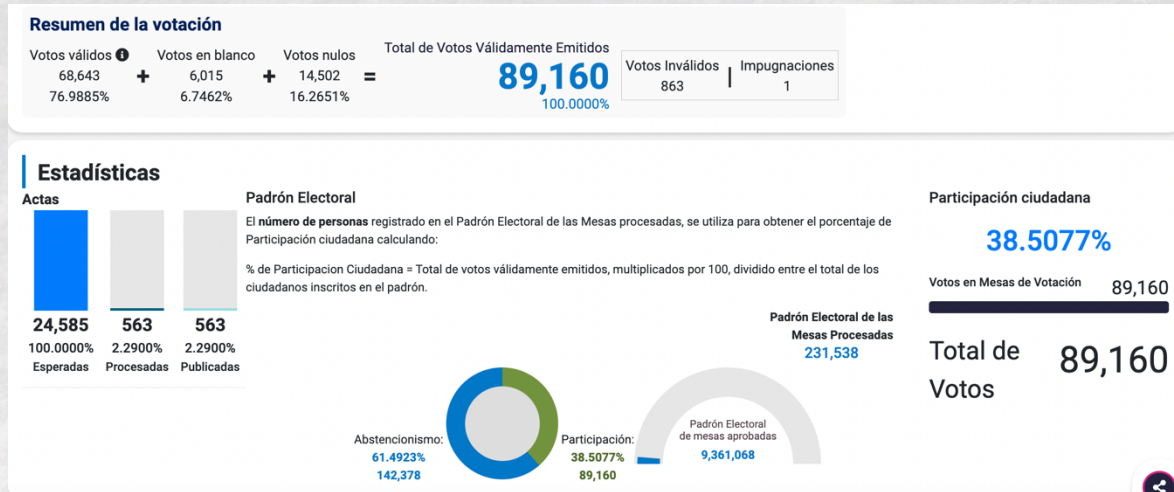 Resumen de la votación
Votos válidos Votos en blanco Votos nulos Total de Votos Válidamente Emitidos
68,643 + 6,015 + 14,502 = 89,160
76.9885% 6.7462% 16.2651% 100.0000%
Votos Inválidos | Impugnaciones
863 1
Estadísticas
Actas
24,585 563 563
100.0000% 2.2900% 2.2900%
Esperadas Procesadas Publicadas
Padrón Electoral
El número de personas registrado en el Padrón Electoral de las Mesas procesadas, se utiliza para obtener el porcentaje de
Participación ciudadana calculando:
% de Participacion Ciudadana = Total de votos válidamente emitidos, multiplicados por 100, dividido entre el total de los
ciudadanos inscritos en el padrón.
Padrón Electoral de las
Mesas Procesadas
231,538
Abstencionismo:
61.4923%
142,378
Participación:
38.5077%
89,160
Padrón Electoral
de mesas aprobadas
9,361,068
Participación ciudadana
38.5077%
Votos en Mesas de Votación 89,160
Total de
Votos
89,160